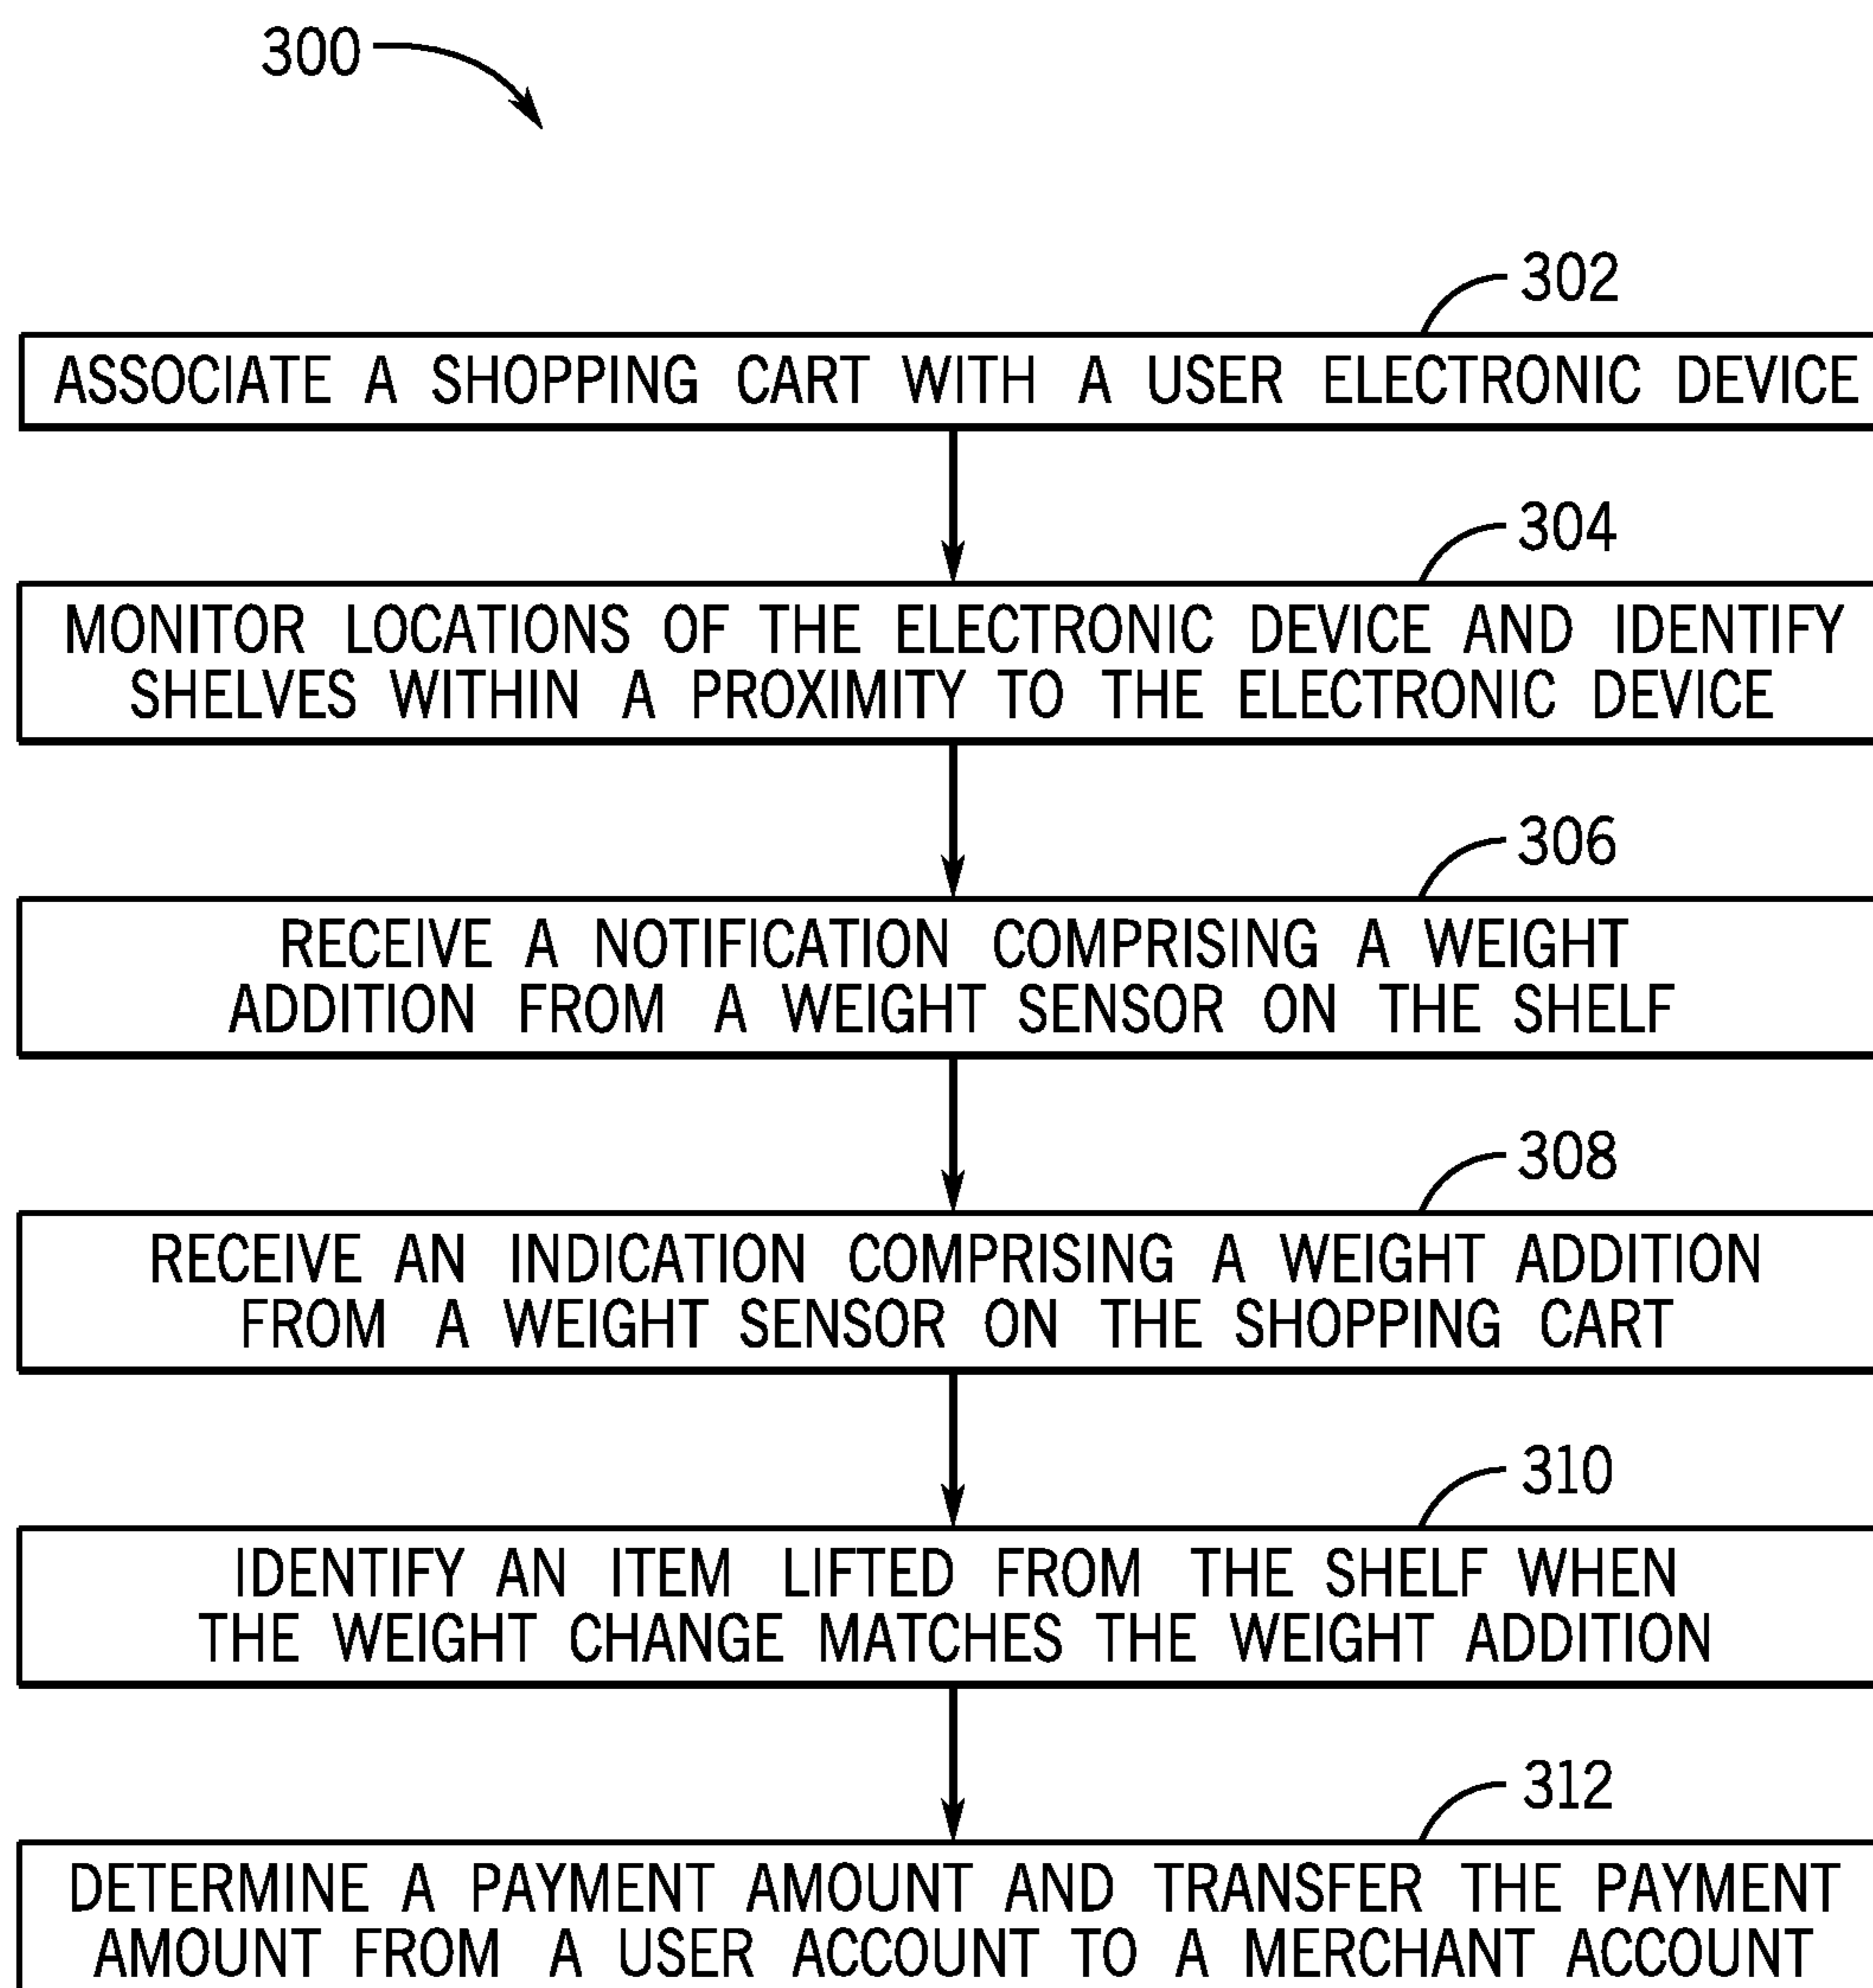 300
302
ASSOCIATE A SHOPPING CART WITH A USER ELECTRONIC DEVICE
304
MONITOR LOCATIONS OF THE ELECTRONIC DEVICE AND IDENTIFY
SHELVES WITHIN A PROXIMITY TO THE ELECTRONIC DEVICE
306
RECEIVE A NOTIFICATION COMPRISING A WEIGHT
ADDITION FROM A WEIGHT SENSOR ON THE SHELF
308
RECEIVE AN INDICATION COMPRISING A WEIGHT ADDITION
FROM A WEIGHT SENSOR ON THE SHOPPING CART
310
IDENTIFY AN ITEM LIFTED FROM THE SHELF WHEN
THE WEIGHT CHANGE MATCHES THE WEIGHT ADDITION
312
DETERMINE A PAYMENT AMOUNT AND TRANSFER THE PAYMENT
AMOUNT FROM A USER ACCOUNT TO A MERCHANT ACCOUNT